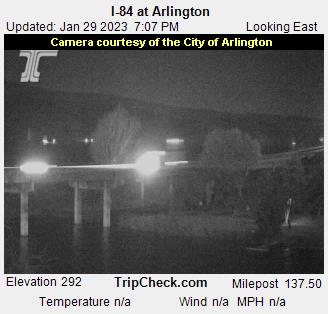 I-84 at Arlington
Updated: Jan 29 2023 7:07 PM Looking East
Camera courtesy of the City of Arlington
Elevation 292 TripCheck.com Milepost 137.50
Temperature n/a Wind n/a MPH n/a